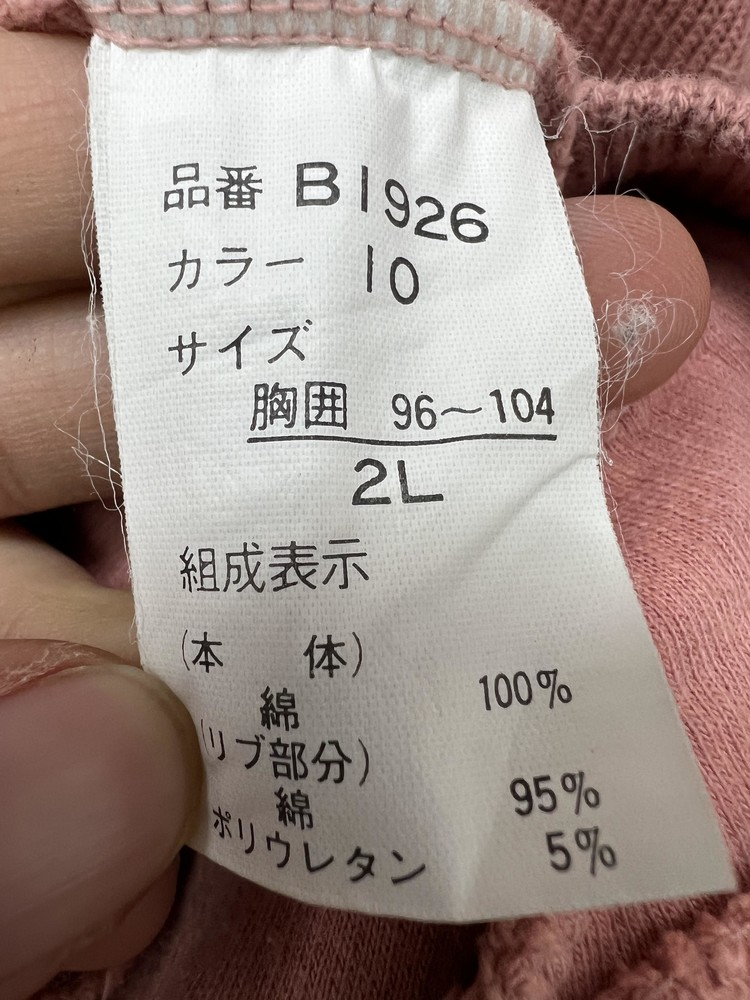 品番 B1926
カラー 10
サイズ
胸囲 96～104
2L
組成表示
(本 体)
綿 100%
(リブ部分)
綿 95%
ポリウレタン 5%